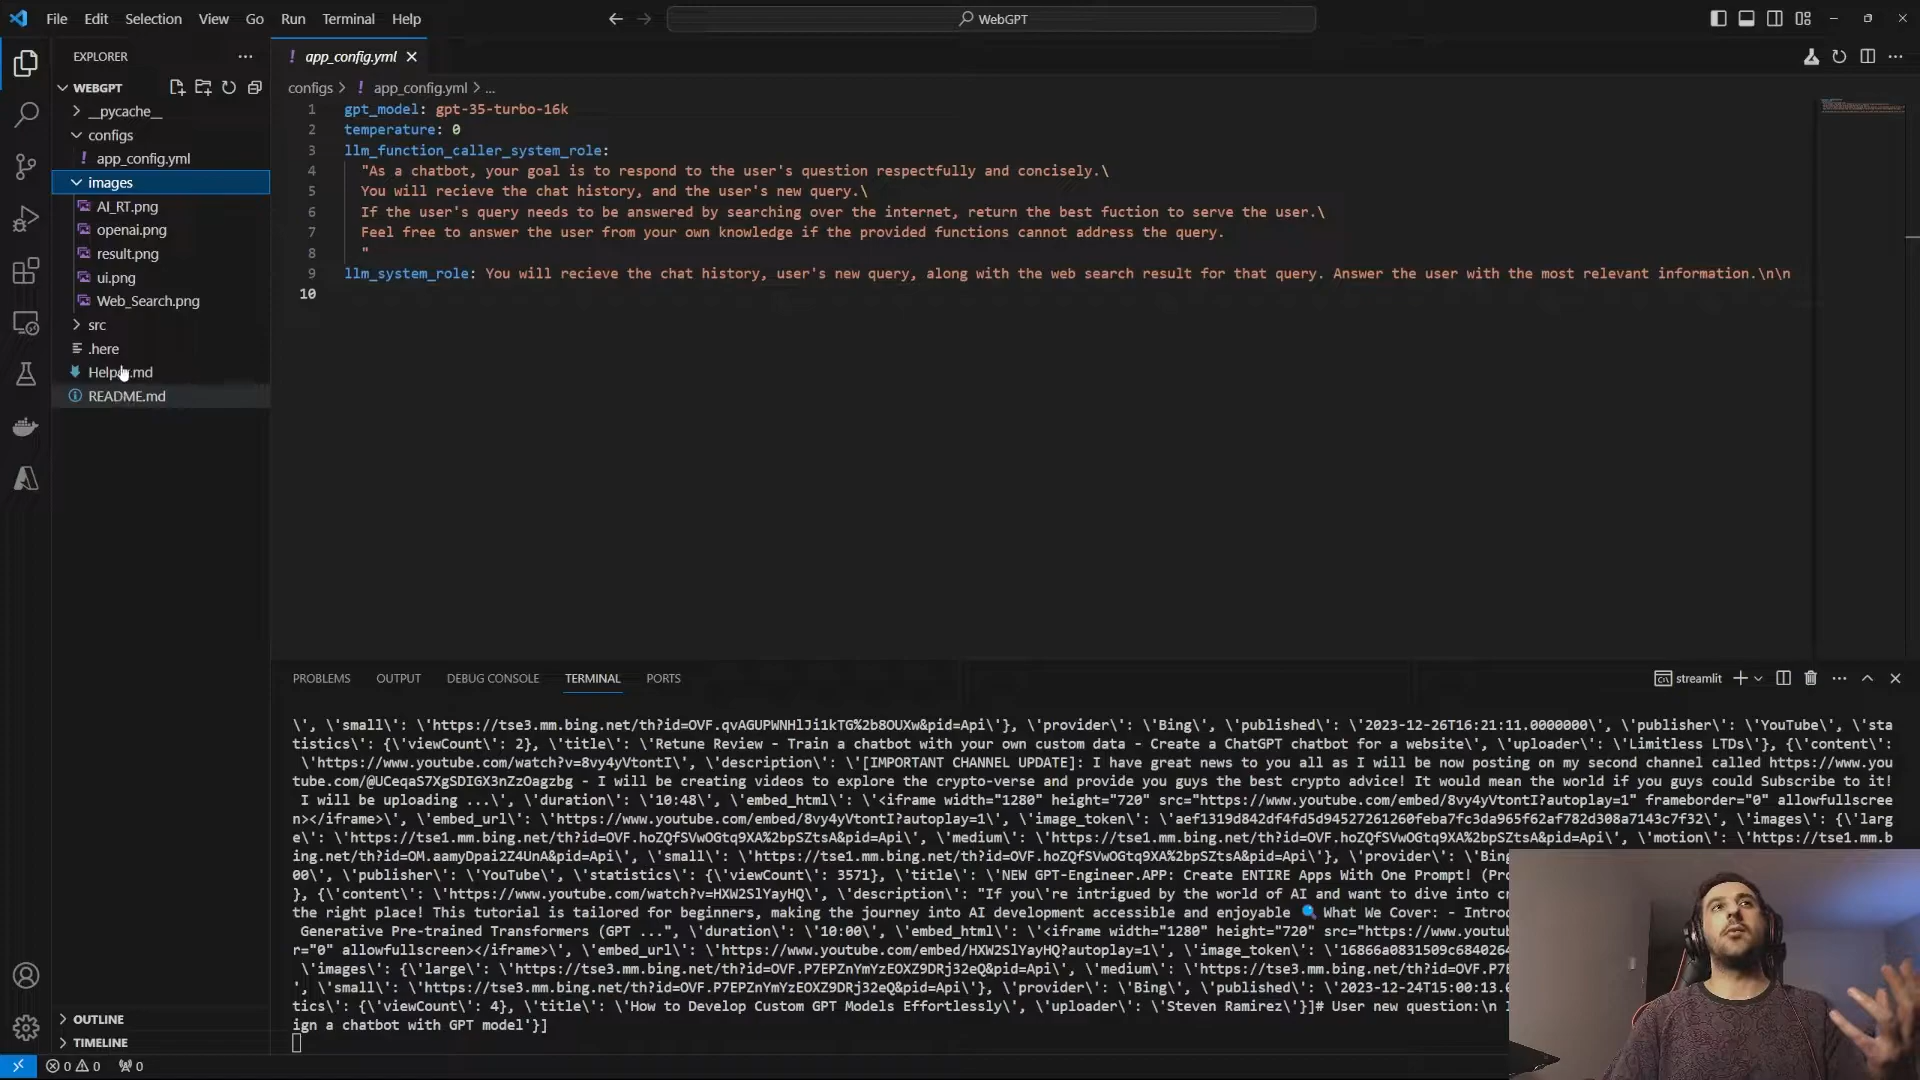 File Edit Selection View Go Run Terminal Help
WebGPT
EXPLORER
WEBGPT
__pycache__
configs
app_config.yml
images
AI_RT.png
openai.png
result.png
ui.png
Web_Search.png
src
.here
Helper.md
README.md
OUTLINE
TIMELINE
app_config.yml
configs > app_config.yml > ...
1 gpt_model: gpt-35-turbo-16k
2 temperature: 0
3 llm_function_caller_system_role:
4 "As a chatbot, your goal is to respond to the user's question respectfully and concisely.\
5 You will recieve the chat history, and the user's new query.\
6 If the user's query needs to be answered by searching over the internet, return the best fuction to serve the user.\
7 Feel free to answer the user from your own knowledge if the provided functions cannot address the query.
8 "
9 llm_system_role: You will recieve the chat history, user's new query, along with the web search result for that query. Answer the user with the most relevant information.\n\n
10
PROBLEMS OUTPUT DEBUG CONSOLE TERMINAL PORTS
streamlit
\', \'small\': \'https://tse3.mm.bing.net/th?id=OVF.qvAGUPWNHlJi1kTG%2b8OUXw&pid=Api\'}, \'provider\': \'Bing\', \'published\': \'2023-12-26T16:21:11.0000000\', \'publisher\': \'YouTube\', \'sta
tistics\': {\'viewCount\': 2}, \'title\': \'Retune Review - Train a chatbot with your own custom data - Create a ChatGPT chatbot for a website\', \'uploader\': \'Limitless LTDs\'}, {\'content\':
\'https://www.youtube.com/watch?v=8vy4yVtontI\', \'description\': \'[IMPORTANT CHANNEL UPDATE]: I have great news to you all as I will be now posting on my second channel called https://www.you
tube.com/@UCeqaS7XgSDIGX3nZzOagzbg - I will be creating videos to explore the crypto-verse and provide you guys the best crypto advice! It would mean the world if you guys could Subscribe to it!
I will be uploading ...\', \'duration\': \'10:48\', \'embed_html\': \'<iframe width="1280" height="720" src="https://www.youtube.com/embed/8vy4yVtontI?autoplay=1" frameborder="0" allowfullscree
n></iframe>\', \'embed_url\': \'https://www.youtube.com/embed/8vy4yVtontI?autoplay=1\', \'image_token\': \'aef1319d842df4fd5d94527261260feba7fc3da965f62af782d308a7143c7f32\', \'images\': {\'larg
e\': \'https://tse1.mm.bing.net/th?id=OVF.hoZQfSVwOGtq9XA%2bpSZtsA&pid=Api\', \'medium\': \'https://tse1.mm.bing.net/th?id=OVF.hoZQfSVwOGtq9XA%2bpSZtsA&pid=Api\', \'motion\': \'https://tse1.mm.b
ing.net/th?id=OM.aamyDpai2Z4UnA&pid=Api\', \'small\': \'https://tse1.mm.bing.net/th?id=OVF.hoZQfSVwOGtq9XA%2bpSZtsA&pid=Api\'}, \'provider\': \'Bing
00\', \'publisher\': \'YouTube\', \'statistics\': {\'viewCount\': 3571}, \'title\': \'NEW GPT-Engineer.APP: Create ENTIRE Apps With One Prompt! (Pro
}, {\'content\': \'https://www.youtube.com/watch?v=HXW2SlYayHQ\', \'description\': "If you\'re intrigued by the world of AI and want to dive into cr
the right place! This tutorial is tailored for beginners, making the journey into AI development accessible and enjoyable 🔍 What We Cover: - Introd
Generative Pre-trained Transformers (GPT ...", \'duration\': \'10:00\', \'embed_html\': \'<iframe width="1280" height="720" src="https://www.youtube
r="0" allowfullscreen></iframe>\', \'embed_url\': \'https://www.youtube.com/embed/HXW2SlYayHQ?autoplay=1\', \'image_token\': \'16866a0831509c6840264
\'images\': {\'large\': \'https://tse3.mm.bing.net/th?id=OVF.P7EPZnYmYzEOXZ9DRj32eQ&pid=Api\', \'medium\': \'https://tse3.mm.bing.net/th?id=OVF.P7E
', \'small\': \'https://tse3.mm.bing.net/th?id=OVF.P7EPZnYmYzEOXZ9DRj32eQ&pid=Api\'}, \'provider\': \'Bing\', \'published\': \'2023-12-24T15:00:13.0
tics\': {\'viewCount\': 4}, \'title\': \'How to Develop Custom GPT Models Effortlessly\', \'uploader\': \'Steven Ramirez\'}]# User new question:\n
ign a chatbot with GPT model'}]
0 0 0